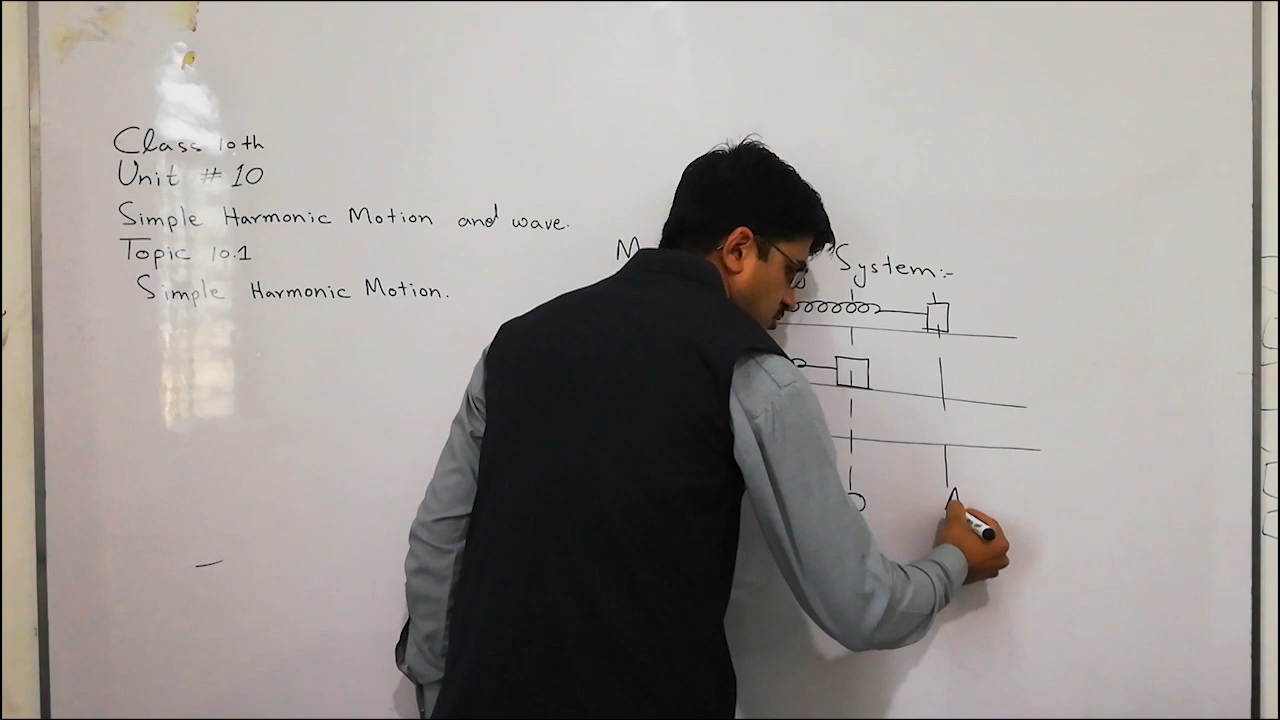 Class 10th
Unit # 10
Simple Harmonic Motion and wave.
Topic 10.1
Simple Harmonic Motion.
System:-
O
A